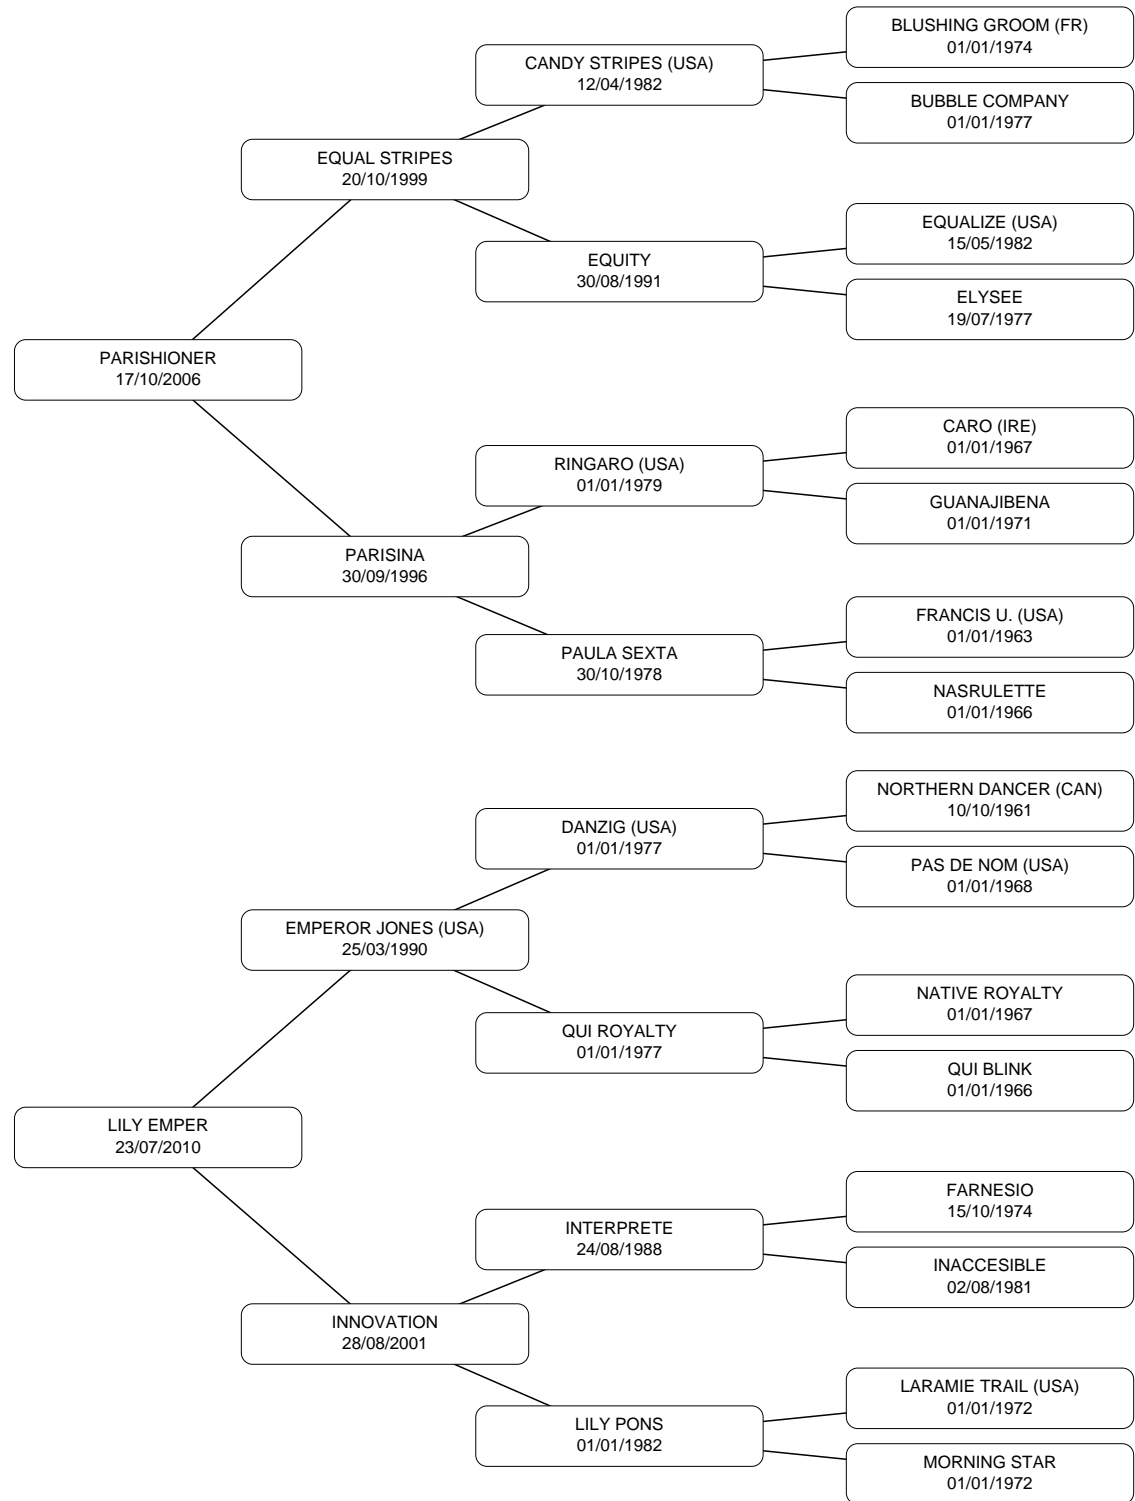 BLUSHING GROOM (FR)
01/01/1974
CANDY STRIPES (USA)
12/04/1982
BUBBLE COMPANY
01/01/1977
EQUAL STRIPES
20/10/1999
EQUALIZE (USA)
15/05/1982
EQUITY
30/08/1991
ELYSEE
19/07/1977
PARISHIONER
17/10/2006
CARO (IRE)
01/01/1967
RINGARO (USA)
01/01/1979
GUANAJIBENA
01/01/1971
PARISINA
30/09/1996
FRANCIS U. (USA)
01/01/1963
PAULA SEXTA
30/10/1978
NASRULETTE
01/01/1966
NORTHERN DANCER (CAN)
10/10/1961
DANZIG (USA)
01/01/1977
PAS DE NOM (USA)
01/01/1968
EMPEROR JONES (USA)
25/03/1990
NATIVE ROYALTY
01/01/1967
QUI ROYALTY
01/01/1977
QUI BLINK
01/01/1966
LILY EMPER
23/07/2010
FARNESIO
15/10/1974
INTERPRETE
24/08/1988
INACCESIBLE
02/08/1981
INNOVATION
28/08/2001
LARAMIE TRAIL (USA)
01/01/1972
LILY PONS
01/01/1982
MORNING STAR
01/01/1972